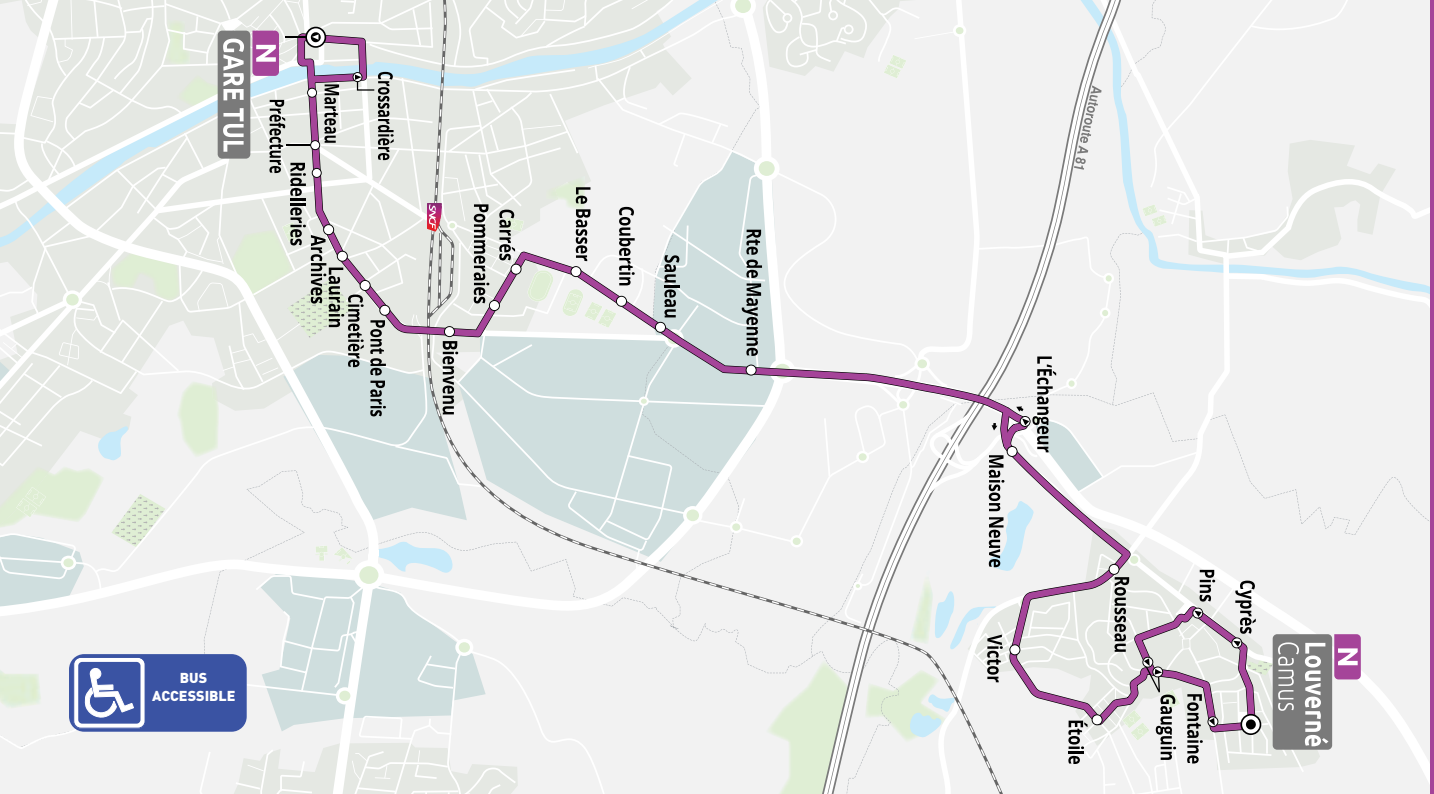 N
GARE TUL
Crossardière
Marteau
Préfecture
Ridelleries
Archives
Laurain
Cimetière
Pont de Paris
Bienvenu
SNCF
Pommeraies
Carrés
Le Basser
Coubertin
Sauleau
Rte de Mayenne
Autoroute A 81
L'Échangeur
Maison Neuve
Rousseau
Victor
Étoile
Gauguin
Fontaine
Pins
Cyprès
N
Louverné
Camus
BUS
ACCESSIBLE